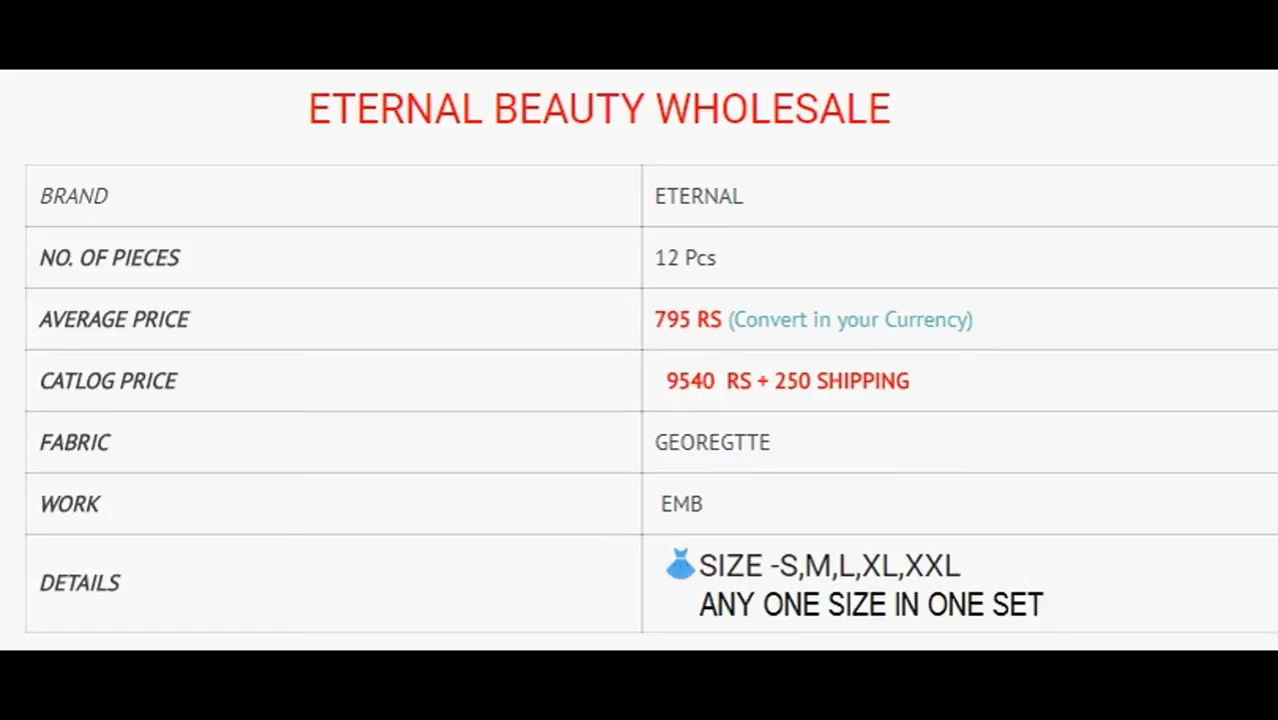 ETERNAL BEAUTY WHOLESALE
BRAND ETERNAL
NO. OF PIECES 12 Pcs
AVERAGE PRICE 795 RS (Convert in your Currency)
CATLOG PRICE 9540 RS + 250 SHIPPING
FABRIC GEOREGTTE
WORK EMB
DETAILS SIZE -S,M,L,XL,XXL
ANY ONE SIZE IN ONE SET